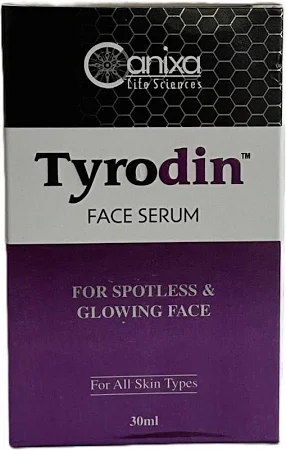 Canixa
Life Sciences
Tyrodin™
FACE SERUM
FOR SPOTLESS &
GLOWING FACE
For All Skin Types
30ml